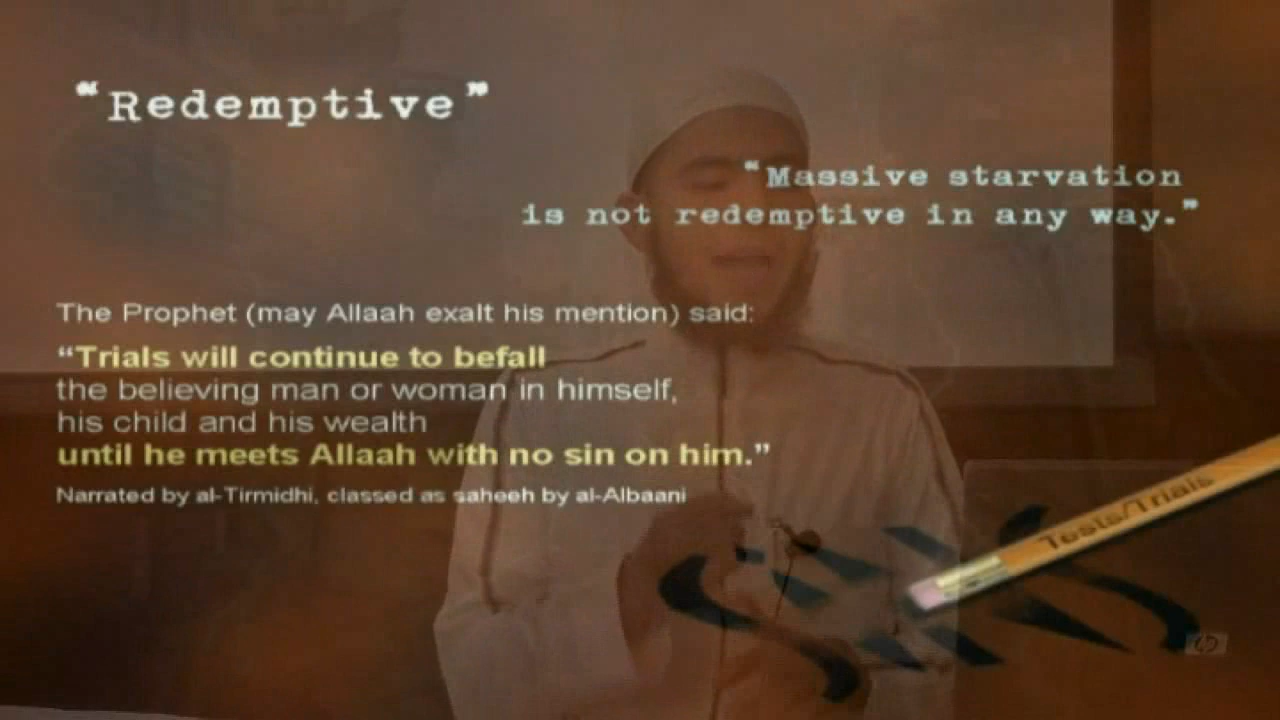 “Redemptive”
“Massive starvation
is not redemptive in any way.”
The Prophet (may Allaah exalt his mention) said:
“Trials will continue to befall
the believing man or woman in himself,
his child and his wealth
until he meets Allaah with no sin on him.”
Narrated by al-Tirmidhi, classed as saheeh by al-Albaani
Tests/Trials